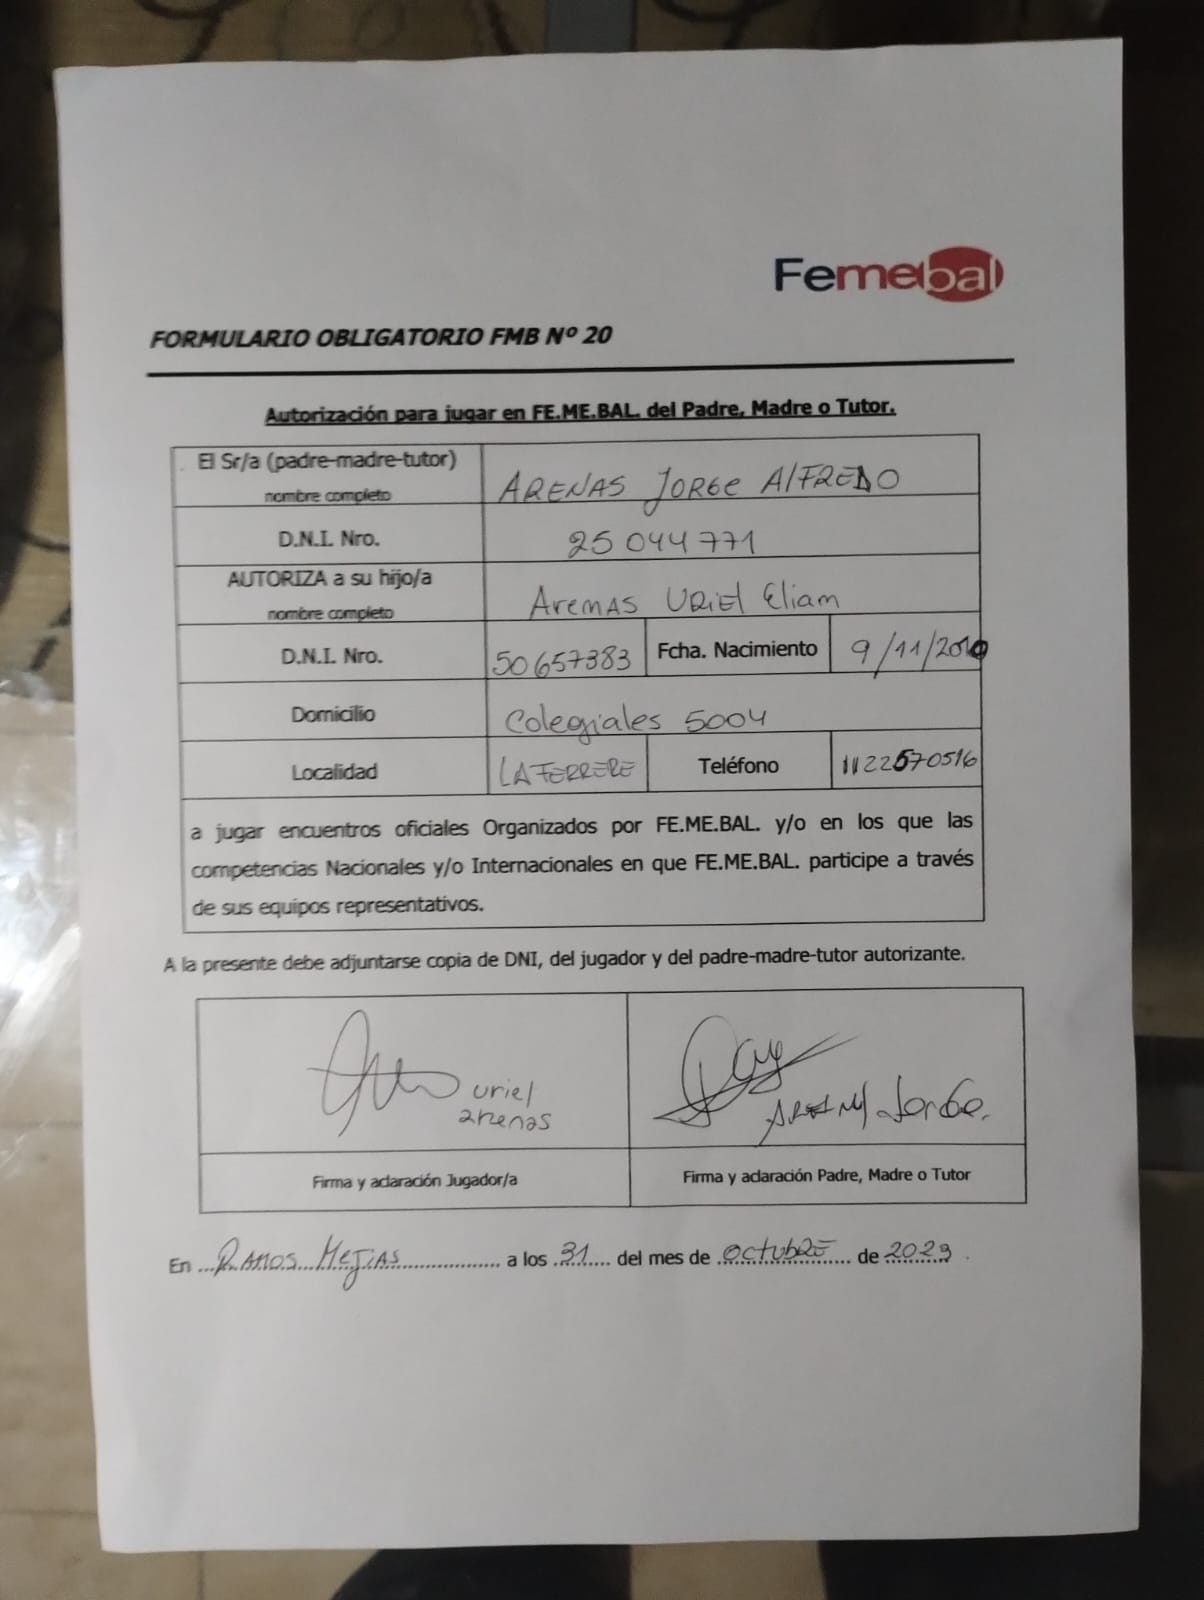 Femebal
FORMULARIO OBLIGATORIO FMB Nº 20
Autorización para jugar en FE.ME.BAL. del Padre, Madre o Tutor.
El Sr/a (padre-madre-tutor)
nombre completo
ARENAS JORGE AlFREDO
D.N.I. Nro.
25 044 771
AUTORIZA a su hijo/a
nombre completo
Aremas URiEl Eliam
D.N.I. Nro.
50657383
Fcha. Nacimiento
9/11/2010
Domicilio
Colegiales 5004
Localidad
LAFERRERE
Teléfono
1122570516
a jugar encuentros oficiales Organizados por FE.ME.BAL. y/o en los que las
competencias Nacionales y/o Internacionales en que FE.ME.BAL. participe a través
de sus equipos representativos.
A la presente debe adjuntarse copia de DNI, del jugador y del padre-madre-tutor autorizante.
uriel
arenas
Jorge.
Firma y aclaración Jugador/a
Firma y aclaración Padre, Madre o Tutor
En ...RAMOS MEJIAS................. a los .31.... del mes de .octubre... de 2023 .